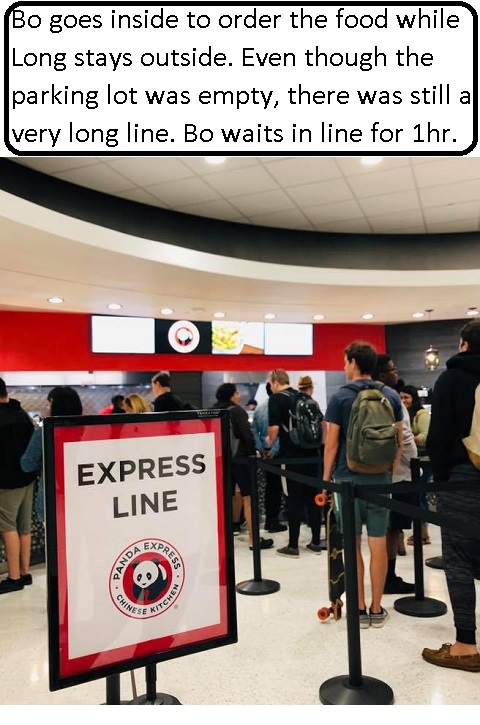 Bo goes inside to order the food while
Long stays outside. Even though the
parking lot was empty, there was still a
very long line. Bo waits in line for 1hr.
EXPRESS
LINE
PANDA EXPRESS
CHINESE KITCHEN